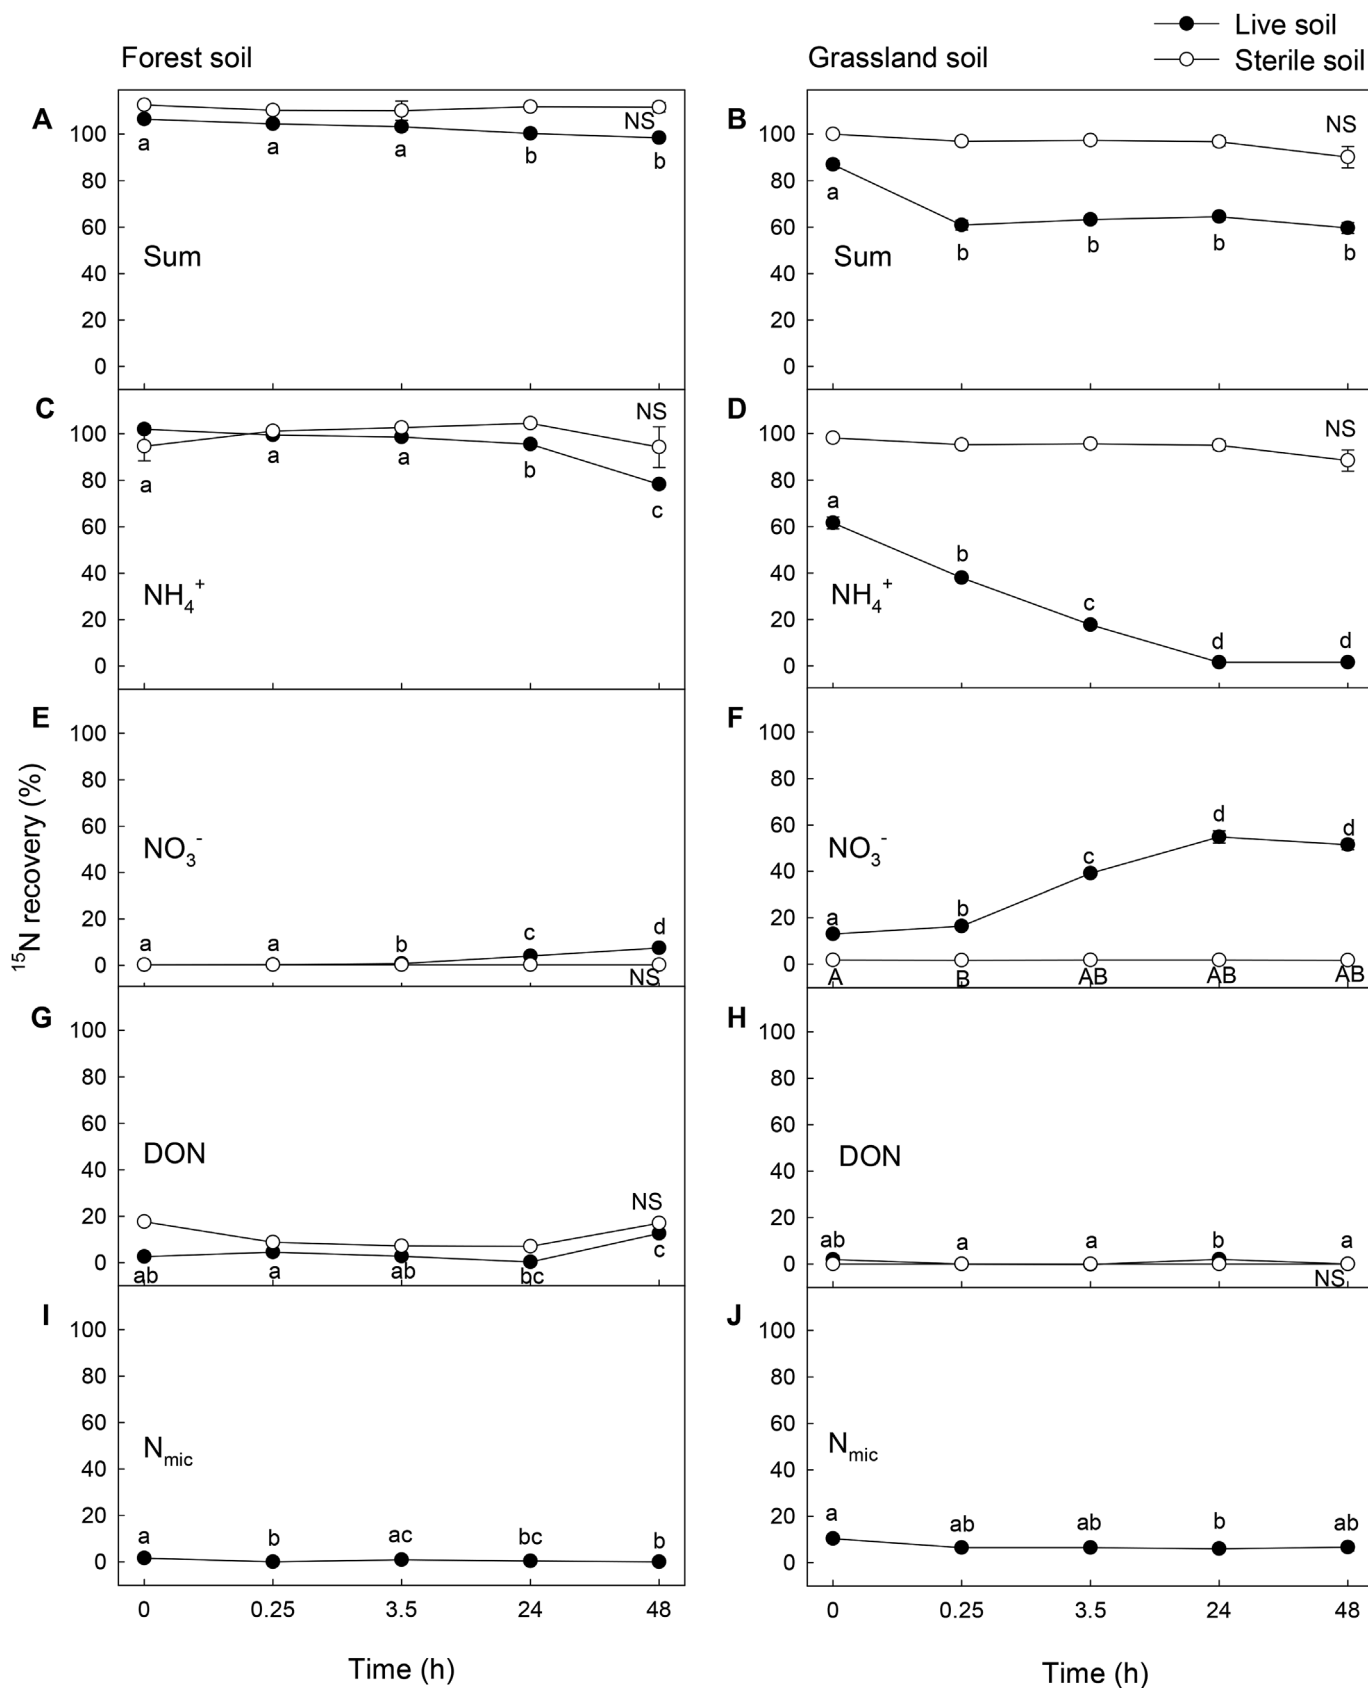 Live soil
Sterile soil
Forest soil
Grassland soil
A
100
80
60
40
20
0
Sum
a
a
a
b
b
NS
B
100
80
60
40
20
0
Sum
a
b
b
b
b
NS
C
100
80
60
40
20
0
NH₄⁺
a
a
a
b
c
NS
D
100
80
60
40
20
0
NH₄⁺
a
b
c
d
d
NS
E
100
80
60
40
20
0
NO₃⁻
a
a
b
c
d
NS
F
100
80
60
40
20
0
NO₃⁻
a
b
c
d
d
A
B
AB
AB
AB
G
100
80
60
40
20
0
DON
ab
a
ab
bc
c
NS
H
100
80
60
40
20
0
DON
ab
a
a
b
a
NS
I
100
80
60
40
20
0
Nmic
a
b
ac
bc
b
J
100
80
60
40
20
0
Nmic
a
ab
ab
b
ab
¹⁵N recovery (%)
0 0.25 3.5 24 48
0 0.25 3.5 24 48
Time (h)
Time (h)